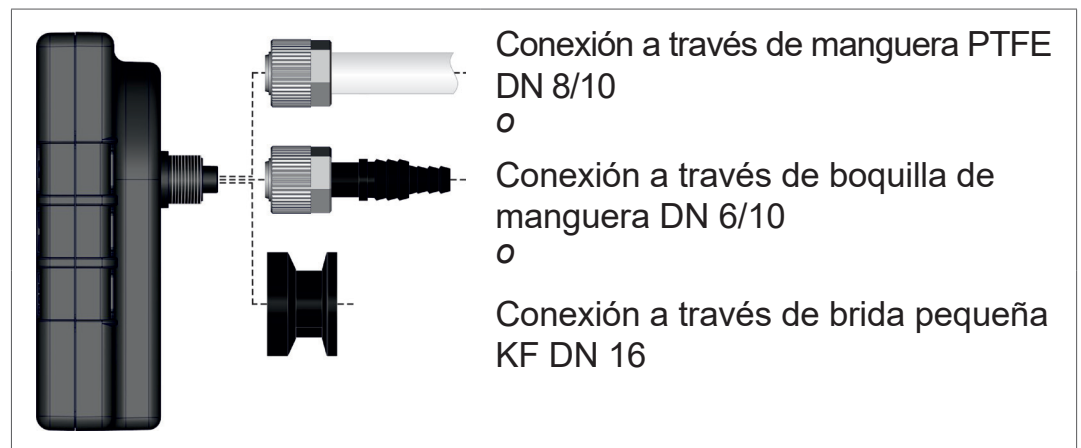 Conexión a través de manguera PTFE
DN 8/10
o
Conexión a través de boquilla de
manguera DN 6/10
o
Conexión a través de brida pequeña
KF DN 16